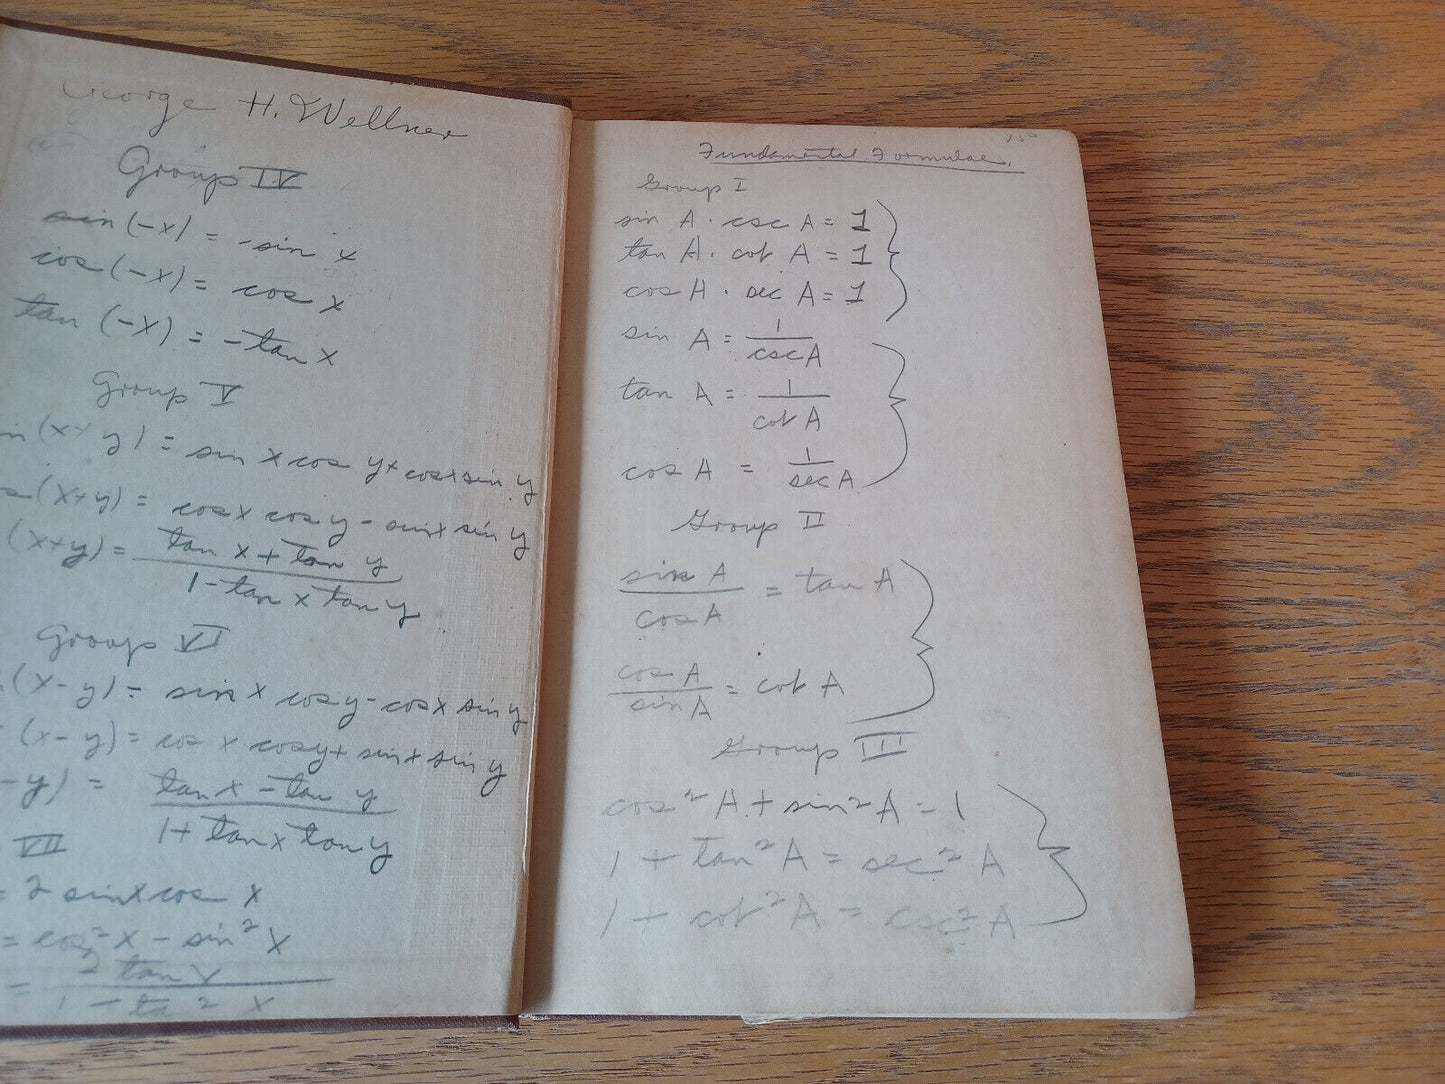 George H. Wellner
Group IV
sin (-x) = -sin x
cos (-x) = cos x
tan (-x) = -tan x
Group V
in (x+y) = sin x cos y + cos x sin y
s (x+y) = cos x cos y - sin x sin y
(x+y) = tan x + tan y
1 - tan x tan y
Group VI
(x-y) = sin x cos y - cos x sin y
(x-y) = cos x cos y + sin x sin y
-y) = tan x - tan y
1 + tan x tan y
VII
= 2 sin x cos x
= cos² x - sin² x
= 2 tan x
1 - ta ² x
150
Fundamental Formulae.
Group I
sin A · csc A = 1
tan A · cot A = 1
cos A · sec A = 1
sin A = 1
csc A
tan A = 1
cot A
cos A = 1
sec A
Group II
sin A
cos A = tan A
cos A
sin A = cot A
Group III
cos² A + sin² A = 1
1 + tan² A = sec² A
1 + cot² A = csc² A